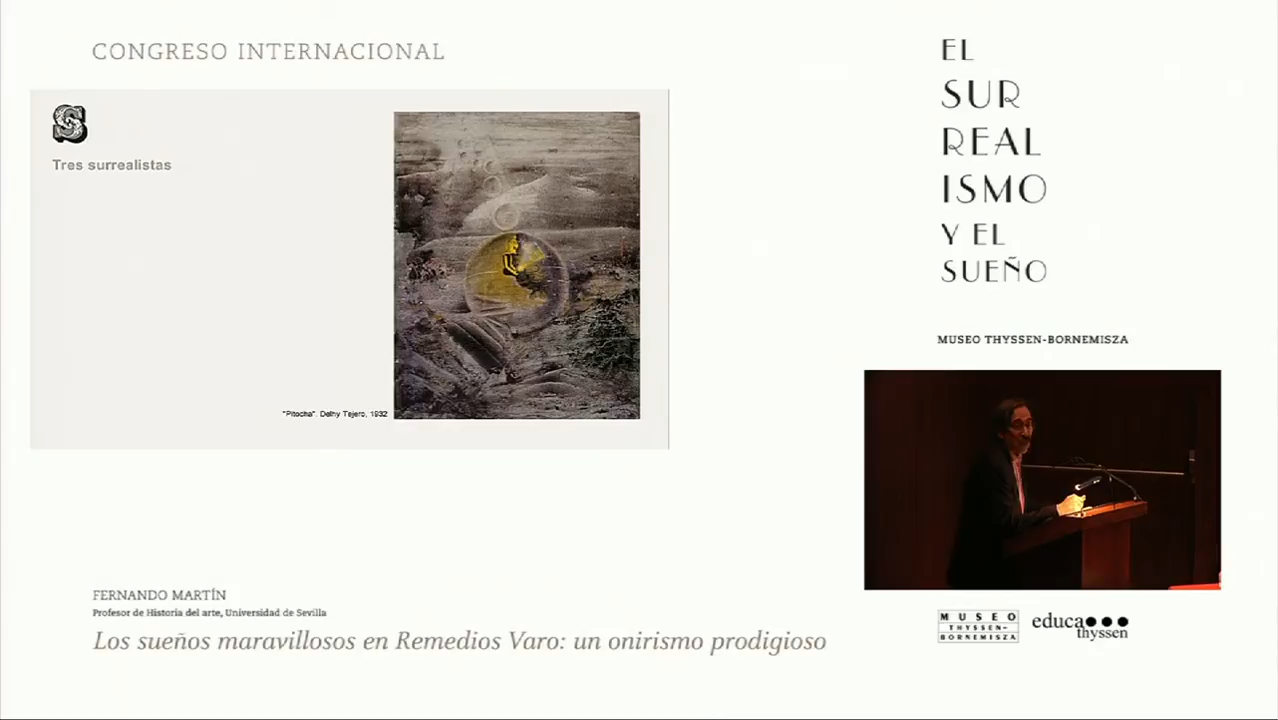 CONGRESO INTERNACIONAL
S
Tres surrealistas
"Pitocha". Delhy Tejero, 1932
EL
SUR
REAL
ISMO
Y EL
SUEÑO
MUSEO THYSSEN-BORNEMISZA
FERNANDO MARTÍN
Profesor de Historia del arte, Universidad de Sevilla
Los sueños maravillosos en Remedios Varo: un onirismo prodigioso
MUSEO
THYSSEN-
BORNEMISZA
educa
thyssen